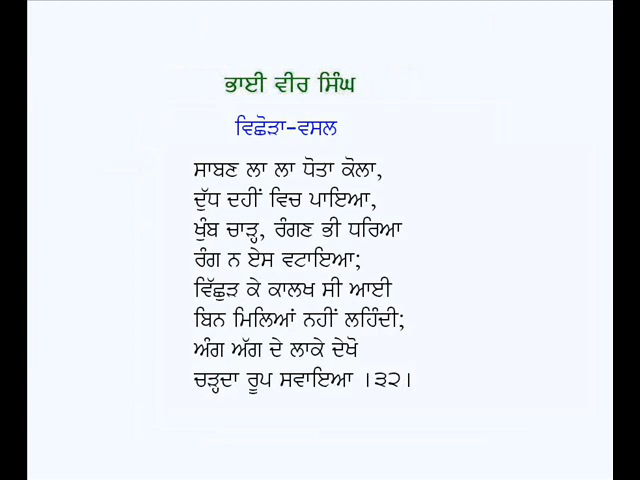 ਭਾਈ ਵੀਰ ਸਿੰਘ
ਵਿਛੋੜਾ-ਵਸਲ
ਸਾਬਣ ਲਾ ਲਾ ਧੋਤਾ ਕੋਲਾ,
ਦੁੱਧ ਦਹੀਂ ਵਿਚ ਪਾਇਆ,
ਖੁੰਬ ਚਾੜ੍ਹ, ਰੰਗਣ ਭੀ ਧਰਿਆ
ਰੰਗ ਨ ਏਸ ਵਟਾਇਆ;
ਵਿੱਛੁੜ ਕੇ ਕਾਲਖ ਸੀ ਆਈ
ਬਿਨ ਮਿਲਿਆਂ ਨਹੀਂ ਲਹਿੰਦੀ;
ਅੰਗ ਅੱਗ ਦੇ ਲਾਕੇ ਦੇਖੋ
ਚੜ੍ਹਦਾ ਰੂਪ ਸਵਾਇਆ ।੩੨।